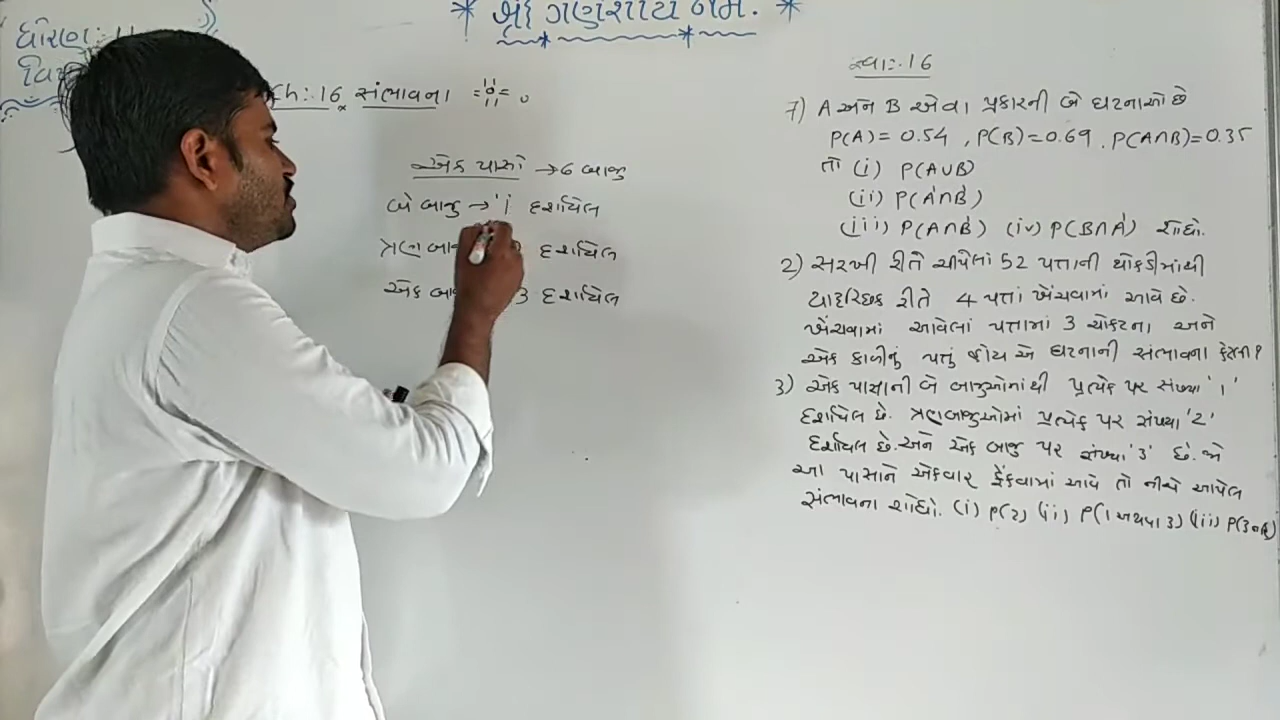 * શ્રી ગણેશાય નમઃ *
ધોરણ: 11
Ch: 16 સંભાવના
એક પાસો → 6 બાજુ
બે બાજુ → '1 દર્શાવેલ
ત્રણ દર્શાવેલ
એક 3 દર્શાવેલ
સ્વા:. 16
7) A અને B એવા પ્રકારની બે ઘટનાઓ છે
P(A) = 0.54 , P(B) = 0.69 . P(A∩B) = 0.35
તો (i) P(A∪B)
(ii) P(A'∩B')
(iii) P(A∩B') (iv) P(B∩A') શોધો.
2) સરખી રીતે ચીપેલાં 52 પત્તાની થોકડીમાંથી
યાદચ્છિક રીતે 4 પત્તાં ખેંચવામાં આવે છે.
ખેંચવામાં આવેલાં પત્તામાં 3 ચોકટના અને
એક કાળીનું પત્તું હોય એ ઘટનાની સંભાવના કેટલી?
3) એક પાસાની બે બાજુઓમાંથી પ્રત્યેક પર સંખ્યા '1'
દર્શાવેલ છે. ત્રણ બાજુઓમાં પ્રત્યેક પર સંખ્યા '2'
દર્શાવેલ છે. અને એક બાજુ પર સંખ્યા '3' છે. જો
આ પાસાને એકવાર ફેંકવામાં આવે તો નીચે આપેલ
સંભાવના શોધો. (i) P(2) (ii) P(1 અથવા 3) (iii) P(3 નહિ)